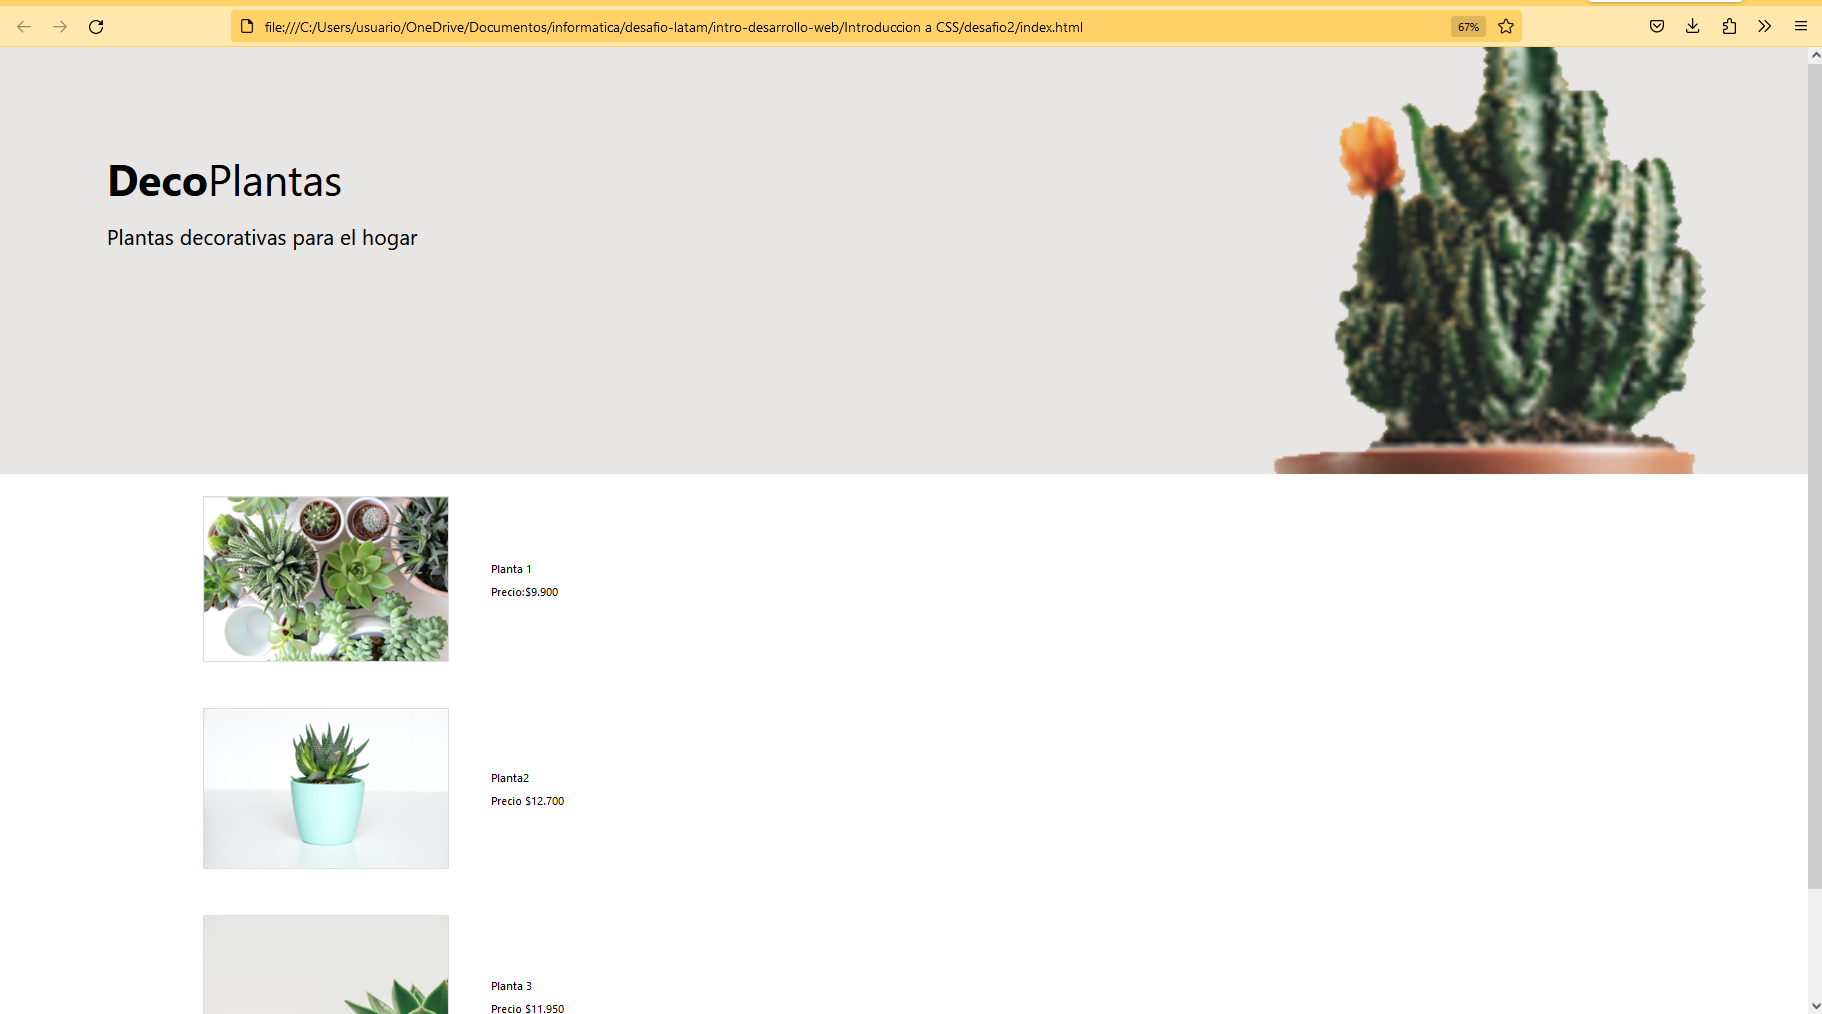 file:///C:/Users/usuario/OneDrive/Documentos/informatica/desafio-latam/intro-desarrollo-web/Introduccion a CSS/desafio2/index.html
67%
DecoPlantas
Plantas decorativas para el hogar
Planta 1
Precio:$9.900
Planta2
Precio $12.700
Planta 3
Precio $11.950